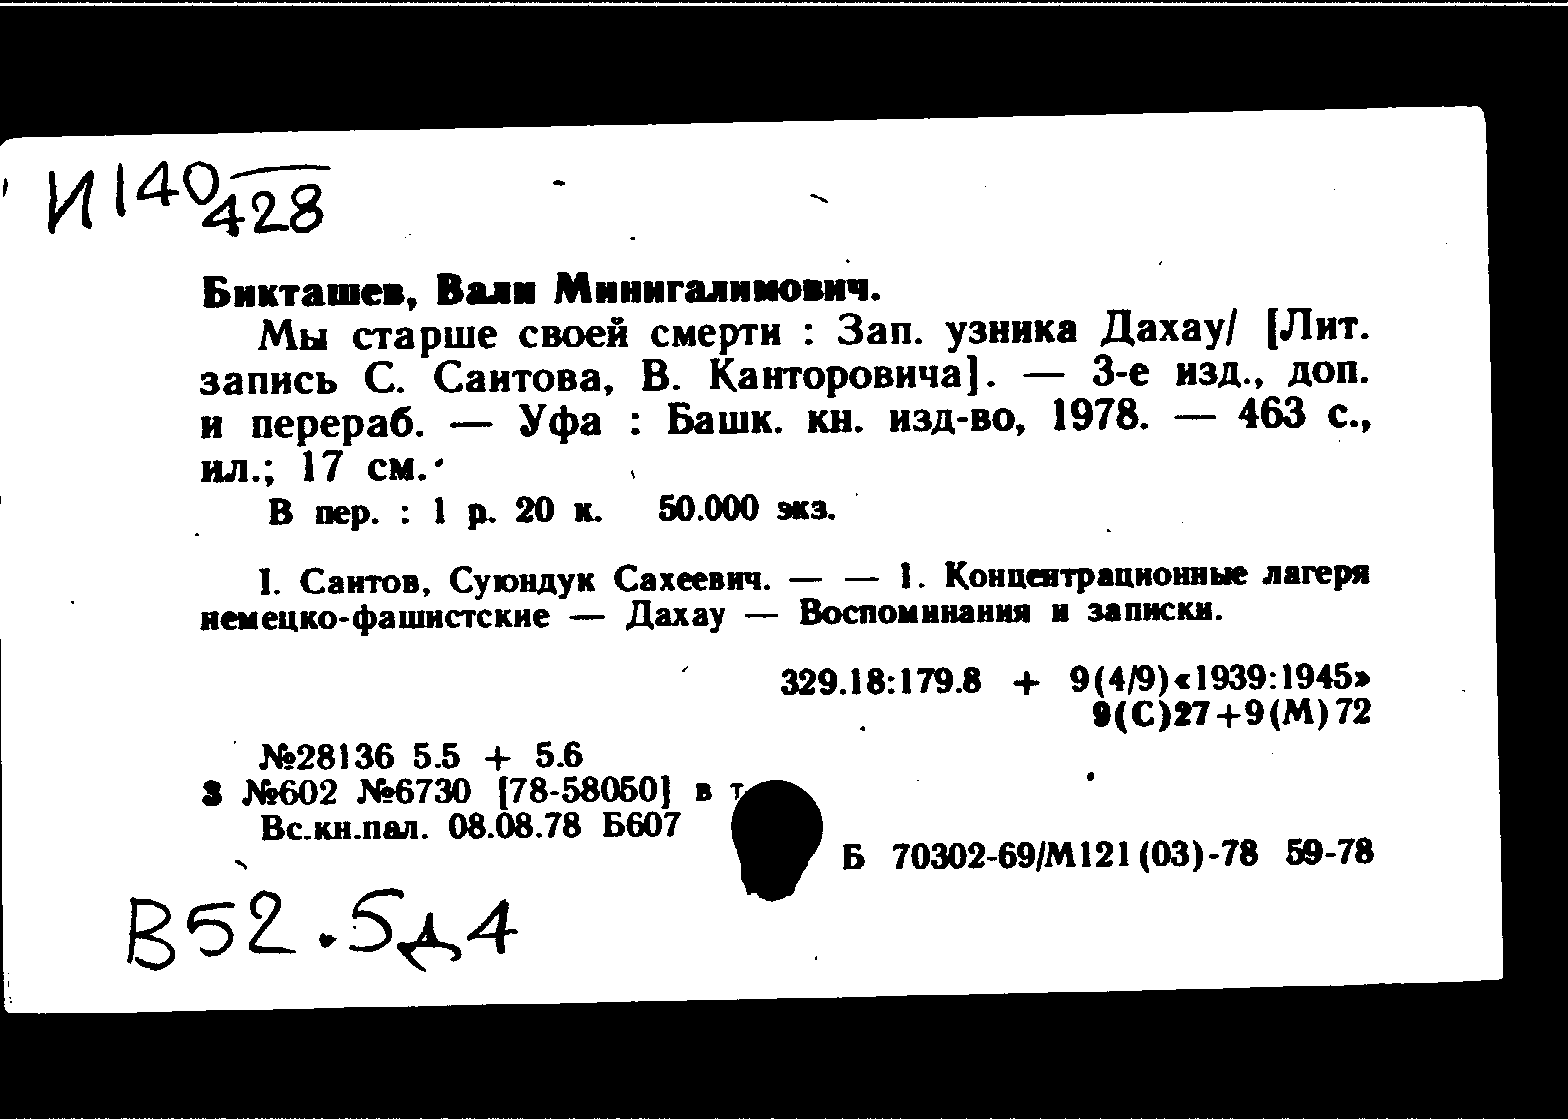 И 140/428
Бикташев, Вали Минигалимович.
Мы старше своей смерти : Зап. узника Дахау/ [Лит.
запись С. Саитова, В. Канторовича]. — 3-е изд., доп.
и перераб. — Уфа : Башк. кн. изд-во, 1978. — 463 с.,
ил.; 17 см.
В пер. : 1 р. 20 к. 50.000 экз.
I. Саитов, Суюндук Сахеевич. — — 1. Концентрационные лагеря
немецко-фашистские — Дахау — Воспоминания и записки.
329.18:179.8 + 9(4/9)«1939:1945»
9(С)27+9(М)72
№28136 5.5 + 5.6
№602 №6730 [78-58050] в т
Вс.кн.пал. 08.08.78 Б607
Б 70302-69/М121(03)-78 59-78
В52.5д4